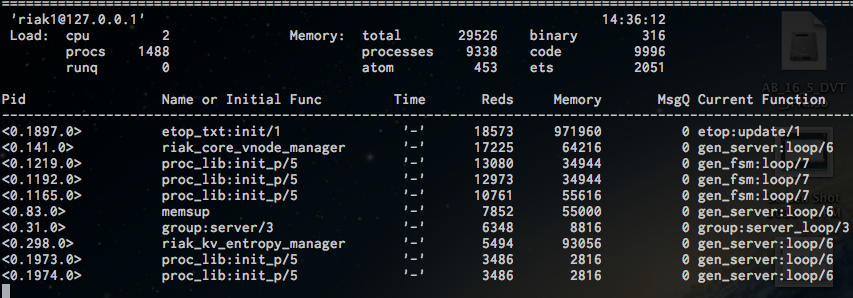 'riak1@127.0.0.1' 14:36:12
Load: cpu 2 Memory: total 29526 binary 316
procs 1488 processes 9338 code 9996
runq 0 atom 453 ets 2051
Pid Name or Initial Func Time Reds Memory MsgQ Current Function
<0.1897.0> etop_txt:init/1 '-' 18573 971960 0 etop:update/1
<0.141.0> riak_core_vnode_manager '-' 17225 64216 0 gen_server:loop/6
<0.1219.0> proc_lib:init_p/5 '-' 13080 34944 0 gen_fsm:loop/7
<0.1192.0> proc_lib:init_p/5 '-' 12973 34944 0 gen_fsm:loop/7
<0.1165.0> proc_lib:init_p/5 '-' 10761 55616 0 gen_fsm:loop/7
<0.83.0> memsup '-' 7852 55000 0 gen_server:loop/6
<0.31.0> group:server/3 '-' 6348 8816 0 group:server_loop/3
<0.298.0> riak_kv_entropy_manager '-' 5494 93056 0 gen_server:loop/6
<0.1973.0> proc_lib:init_p/5 '-' 3486 2816 0 gen_server:loop/6
<0.1974.0> proc_lib:init_p/5 '-' 3486 2816 0 gen_server:loop/6